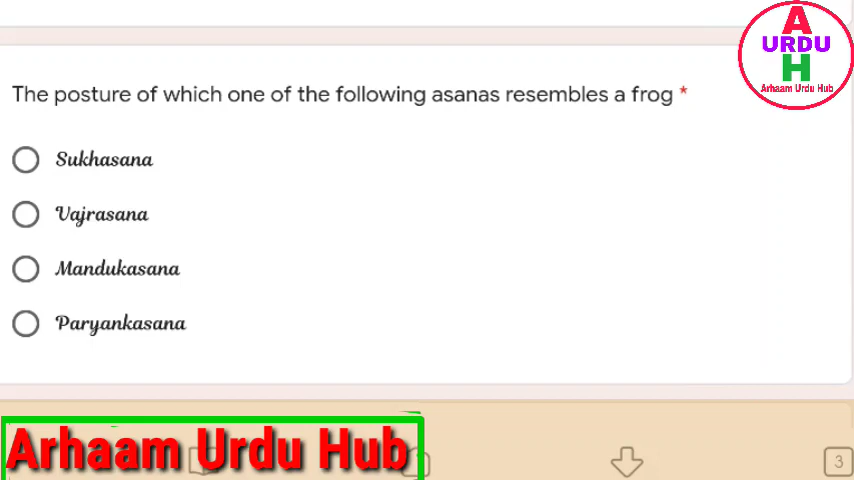 A
URDU
H
Arhaam Urdu Hub
The posture of which one of the following asanas resembles a frog *
Sukhasana
Vajrasana
Mandukasana
Paryankasana
Arhaam Urdu Hub
3